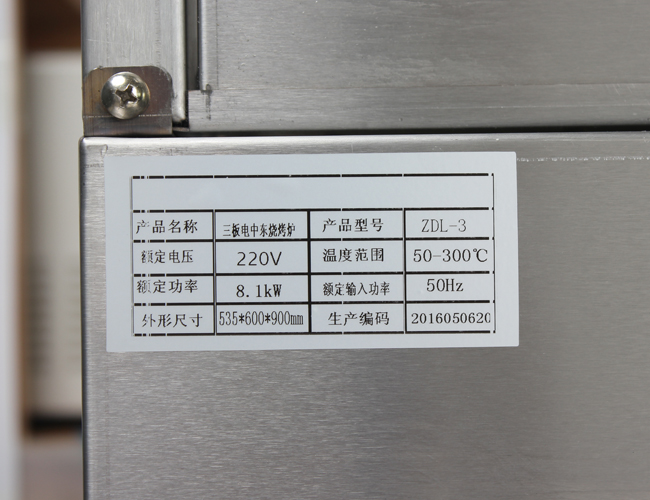 产品名称 三板电中东烧烤炉 产品型号 ZDL-3
额定电压 220V 温度范围 50-300℃
额定功率 8.1kW 额定输入功率 50Hz
外形尺寸 535*600*900mm 生产编码 2016050620